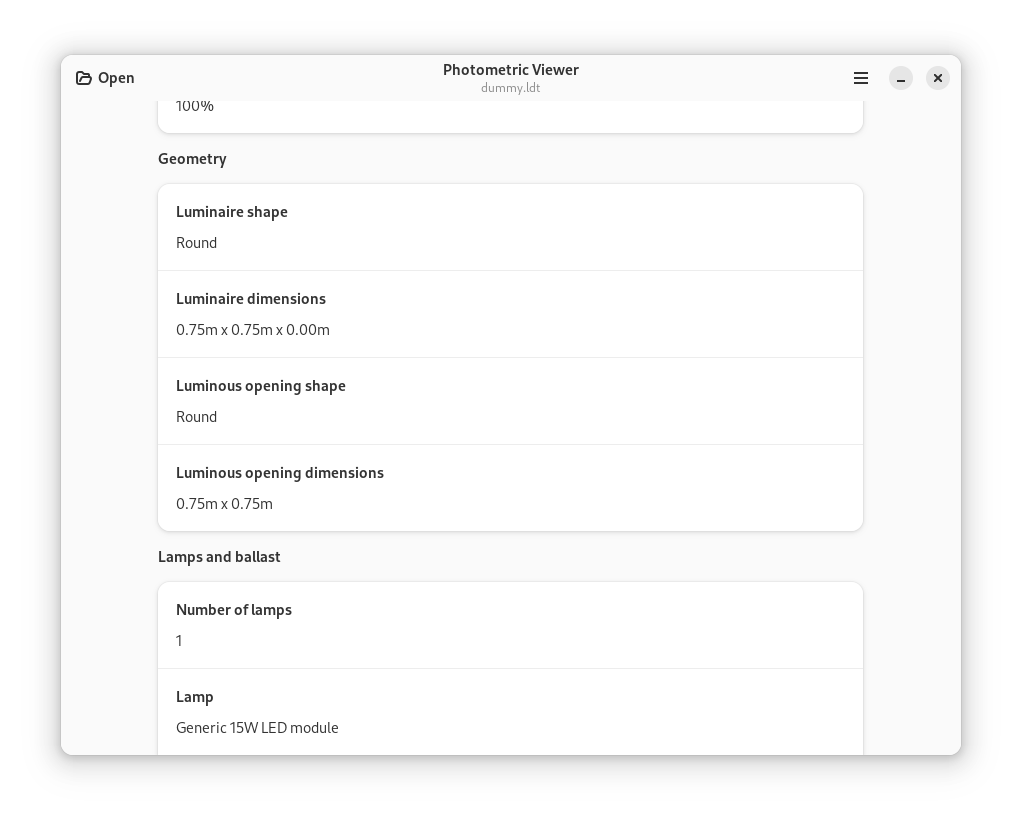 Open
Photometric Viewer
dummy.ldt
100%
Geometry
Luminaire shape
Round
Luminaire dimensions
0.75m x 0.75m x 0.00m
Luminous opening shape
Round
Luminous opening dimensions
0.75m x 0.75m
Lamps and ballast
Number of lamps
1
Lamp
Generic 15W LED module